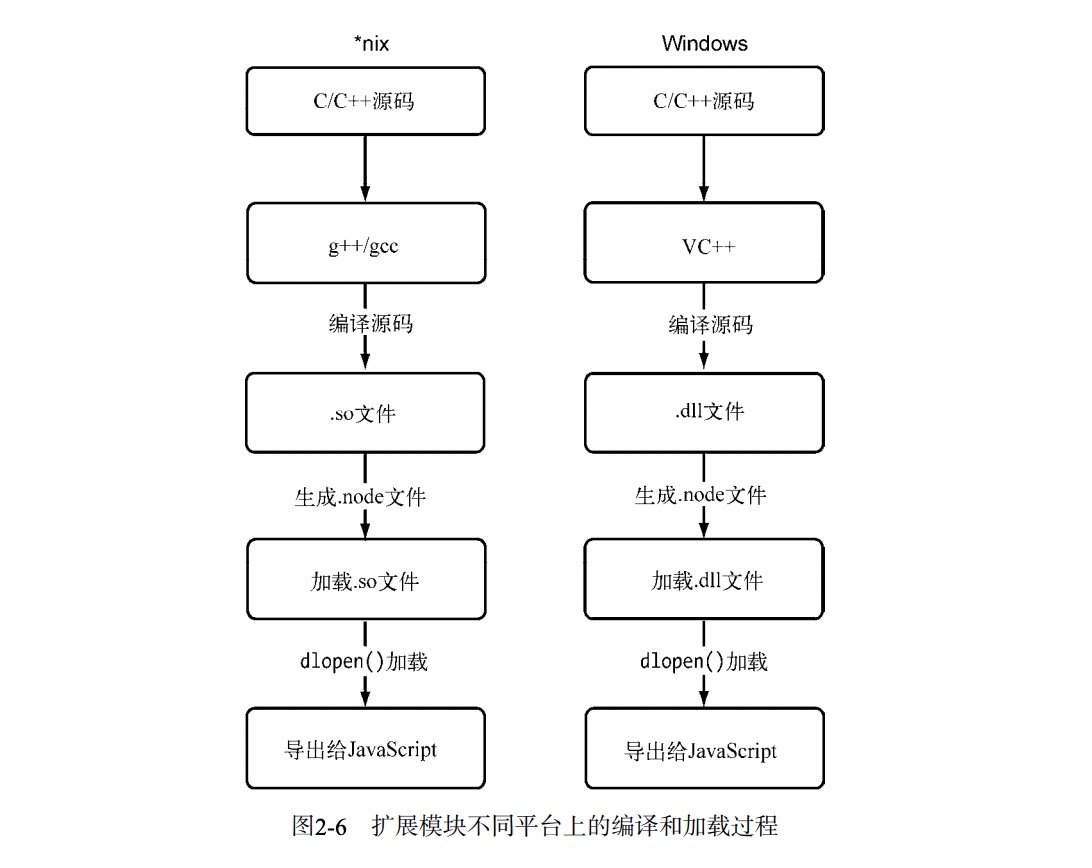 *nix
C/C++源码
g++/gcc
编译源码
.so文件
生成.node文件
加载.so文件
dlopen()加载
导出给JavaScript
Windows
C/C++源码
VC++
编译源码
.dll文件
生成.node文件
加载.dll文件
dlopen()加载
导出给JavaScript
图2-6 扩展模块不同平台上的编译和加载过程